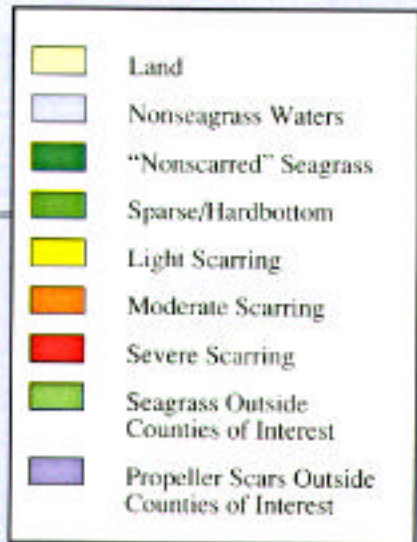 Land
Nonseagrass Waters
“Nonscarred” Seagrass
Sparse/Hardbottom
Light Scarring
Moderate Scarring
Severe Scarring
Seagrass Outside
Counties of Interest
Propeller Scars Outside
Counties of Interest